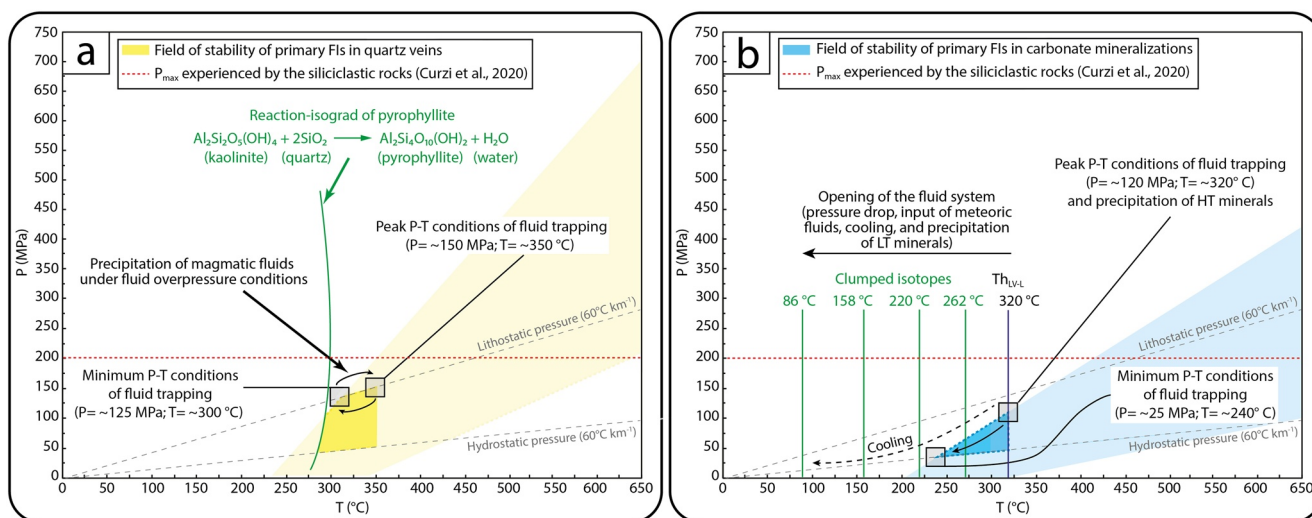 a
Field of stability of primary FIs in quartz veins
P max experienced by the siliciclastic rocks (Curzi et al., 2020)
Reaction-isograd of pyrophyllite
Al₂Si₂O₅(OH)₄ + 2SiO₂ → Al₂Si₄O₁₀(OH)₂ + H₂O
(kaolinite) (quartz) (pyrophyllite) (water)
Peak P-T conditions of fluid trapping
(P= ~150 MPa; T= ~350 °C)
Precipitation of magmatic fluids
under fluid overpressure conditions
Minimum P-T conditions
of fluid trapping
(P= ~125 MPa; T= ~300 °C)
Lithostatic pressure (60°C km⁻¹)
Hydrostatic pressure (60°C km⁻¹)
P (MPa)
750
700
650
600
550
500
450
400
350
300
250
200
150
100
50
0
0 50 100 150 200 250 300 350 400 450 500 550 600 650
T (°C)
b
Field of stability of primary FIs in carbonate mineralizations
P max experienced by the siliciclastic rocks (Curzi et al., 2020)
Peak P-T conditions of fluid trapping
(P= ~120 MPa; T= ~320° C)
and precipitation of HT minerals
Opening of the fluid system
(pressure drop, input of meteoric
fluids, cooling, and precipitation
of LT minerals)
Clumped isotopes
Th LV-L
86 °C 158 °C 220 °C 262 °C 320 °C
Lithostatic pressure (60°C km⁻¹)
Minimum P-T conditions
of fluid trapping
(P= ~25 MPa; T= ~240° C)
Hydrostatic pressure (60°C km⁻¹)
Cooling
P (MPa)
750
700
650
600
550
500
450
400
350
300
250
200
150
100
50
0
0 50 100 150 200 250 300 350 400 450 500 550 600 650
T (°C)